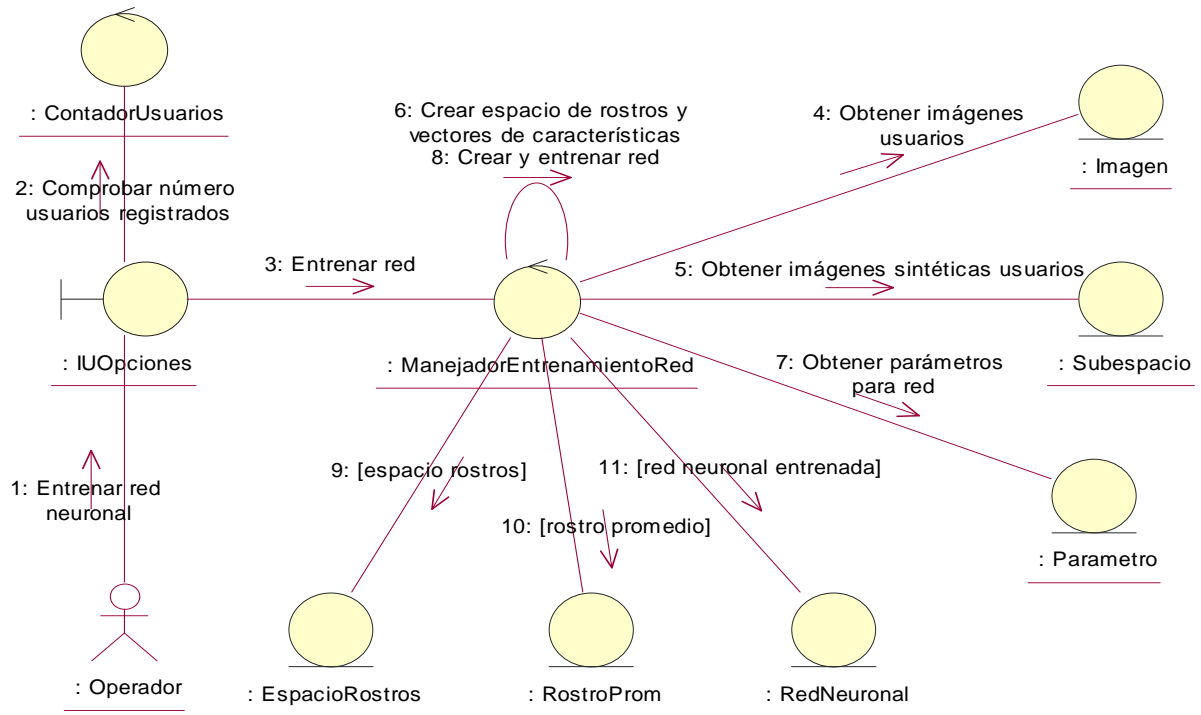 : ContadorUsuarios
6: Crear espacio de rostros y
vectores de característificas
8: Crear y entrenar red
4: Obtener imágenes
usuarios
: Imagen
2: Comprobar número
usuarios registrados
3: Entrenar red
5: Obtener imágenes sintéticas usuarios
: IUOpciones
: ManejadorEntrenamientoRed
: Subespacio
7: Obtener parámetros
para red
9: [espacio rostros]
11: [red neuronal entrenada]
1: Entrenar red
neuronal
10: [rostro promedio]
: Parametro
: Operador
: EspacioRostros
: RostroProm
: RedNeuronal